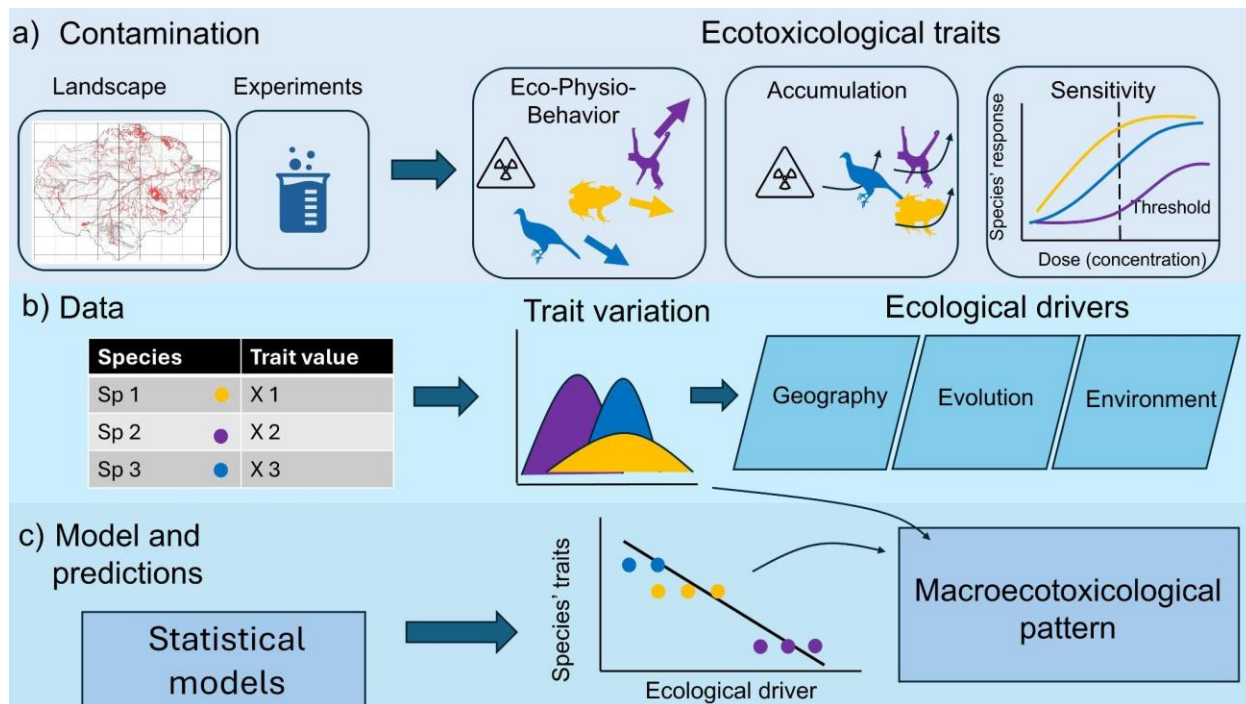 a) Contamination
Ecotoxicological traits
Landscape
Experiments
Eco-Physio-
Behavior
Accumulation
Sensitivity
Species' response
Threshold
Dose (concentration)
b) Data
Trait variation
Ecological drivers
Species Trait value
Sp 1 X 1
Sp 2 X 2
Sp 3 X 3
Geography
Evolution
Environment
c) Model and
predictions
Statistical
models
Species' traits
Ecological driver
Macroecotoxicological
pattern